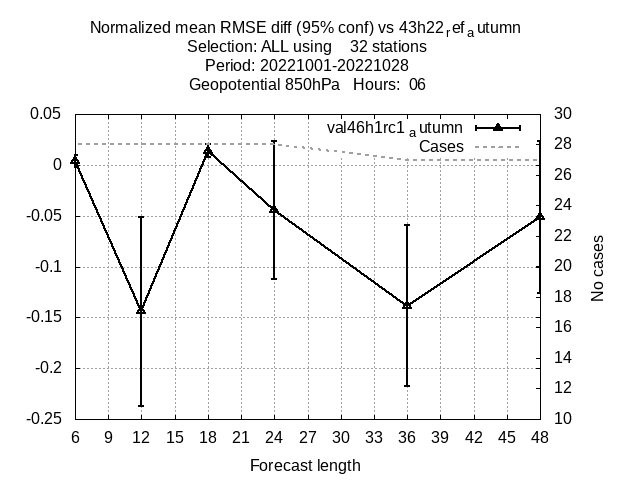 Normalized mean RMSE diff (95% conf) vs 43h22ref_autumn
Selection: ALL using 32 stations
Period: 20221001-20221028
Geopotential 850hPa Hours: 06
val46h1rc1_autumn
Cases
0.05
0
-0.05
-0.1
-0.15
-0.2
-0.25
30
28
26
24
22
20
18
16
14
12
10
No cases
6 9 12 15 18 21 24 27 30 33 36 39 42 45 48
Forecast length